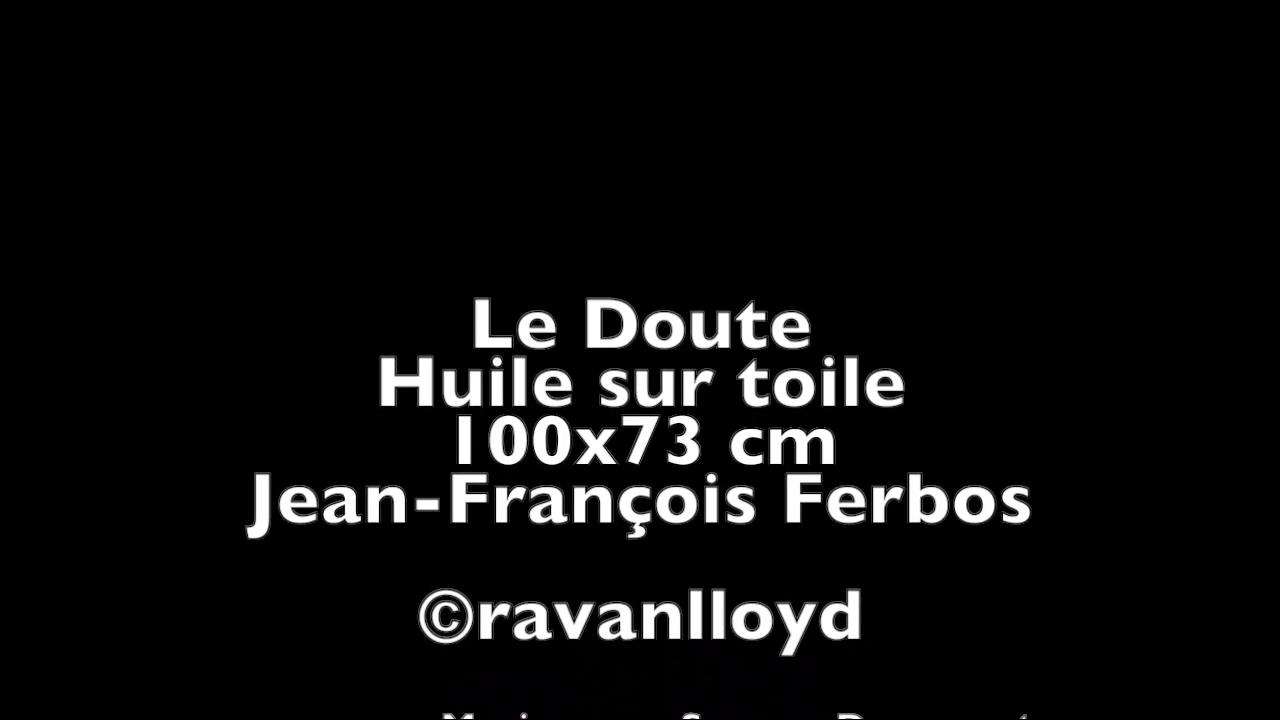 Le Doute
Huile sur toile
100x73 cm
Jean-François Ferbos
©ravanlloyd